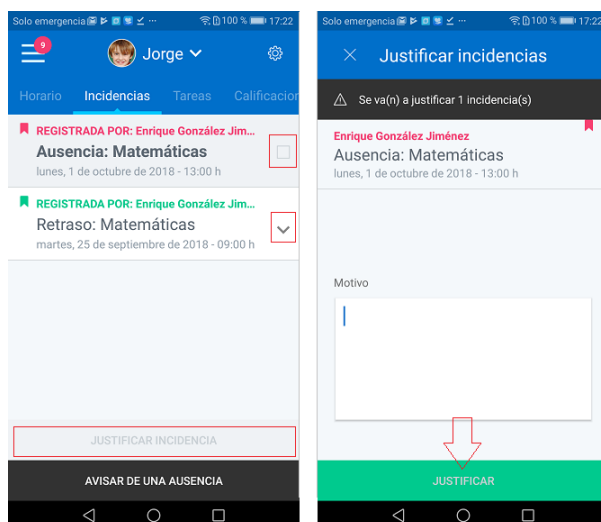 Solo emergencia ... 100 % 17:22
9
Jorge
Horario Incidencias Tareas Calificacion
REGISTRADA POR: Enrique González Jim...
Ausencia: Matemáticas
lunes, 1 de octubre de 2018 - 13:00 h
REGISTRADA POR: Enrique González Jim...
Retraso: Matemáticas
martes, 25 de septiembre de 2018 - 09:00 h
JUSTIFICAR INCIDENCIA
AVISAR DE UNA AUSENCIA
Solo emergencia ... 100 % 17:22
Justificar incidencias
Se va(n) a justificar 1 incidencia(s)
Enrique González Jiménez
Ausencia: Matemáticas
lunes, 1 de octubre de 2018 - 13:00 h
Motivo
JUSTIFICAR